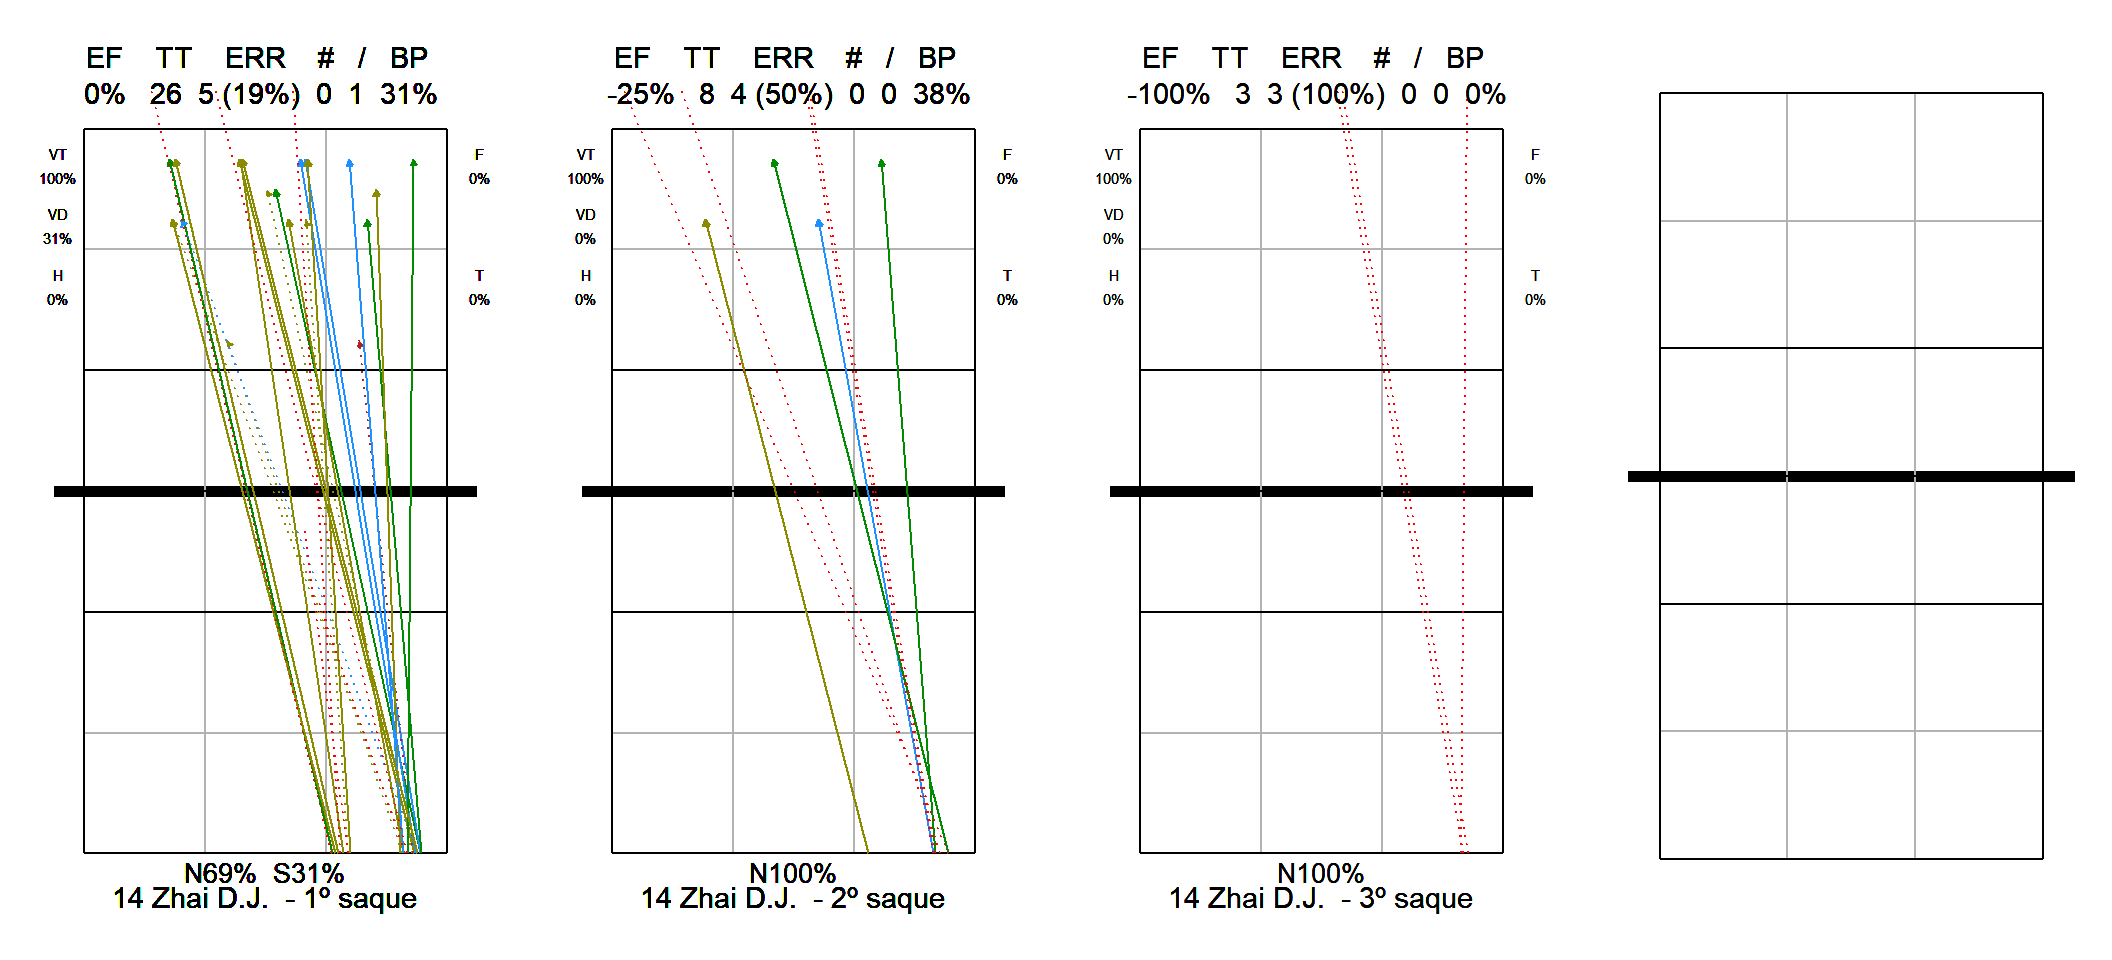 EF TT ERR # / BP
0% 26 5 (19%) 0 1 31%
VT
100%
VD
31%
H
0%
F
0%
T
0%
N69% S31%
14 Zhai D.J. - 1º saque
EF TT ERR # / BP
-25% 8 4 (50%) 0 0 38%
VT
100%
VD
0%
H
0%
F
0%
T
0%
N100%
14 Zhai D.J. - 2º saque
EF TT ERR # / BP
-100% 3 3 (100%) 0 0 0%
VT
100%
VD
0%
H
0%
F
0%
T
0%
N100%
14 Zhai D.J. - 3º saque